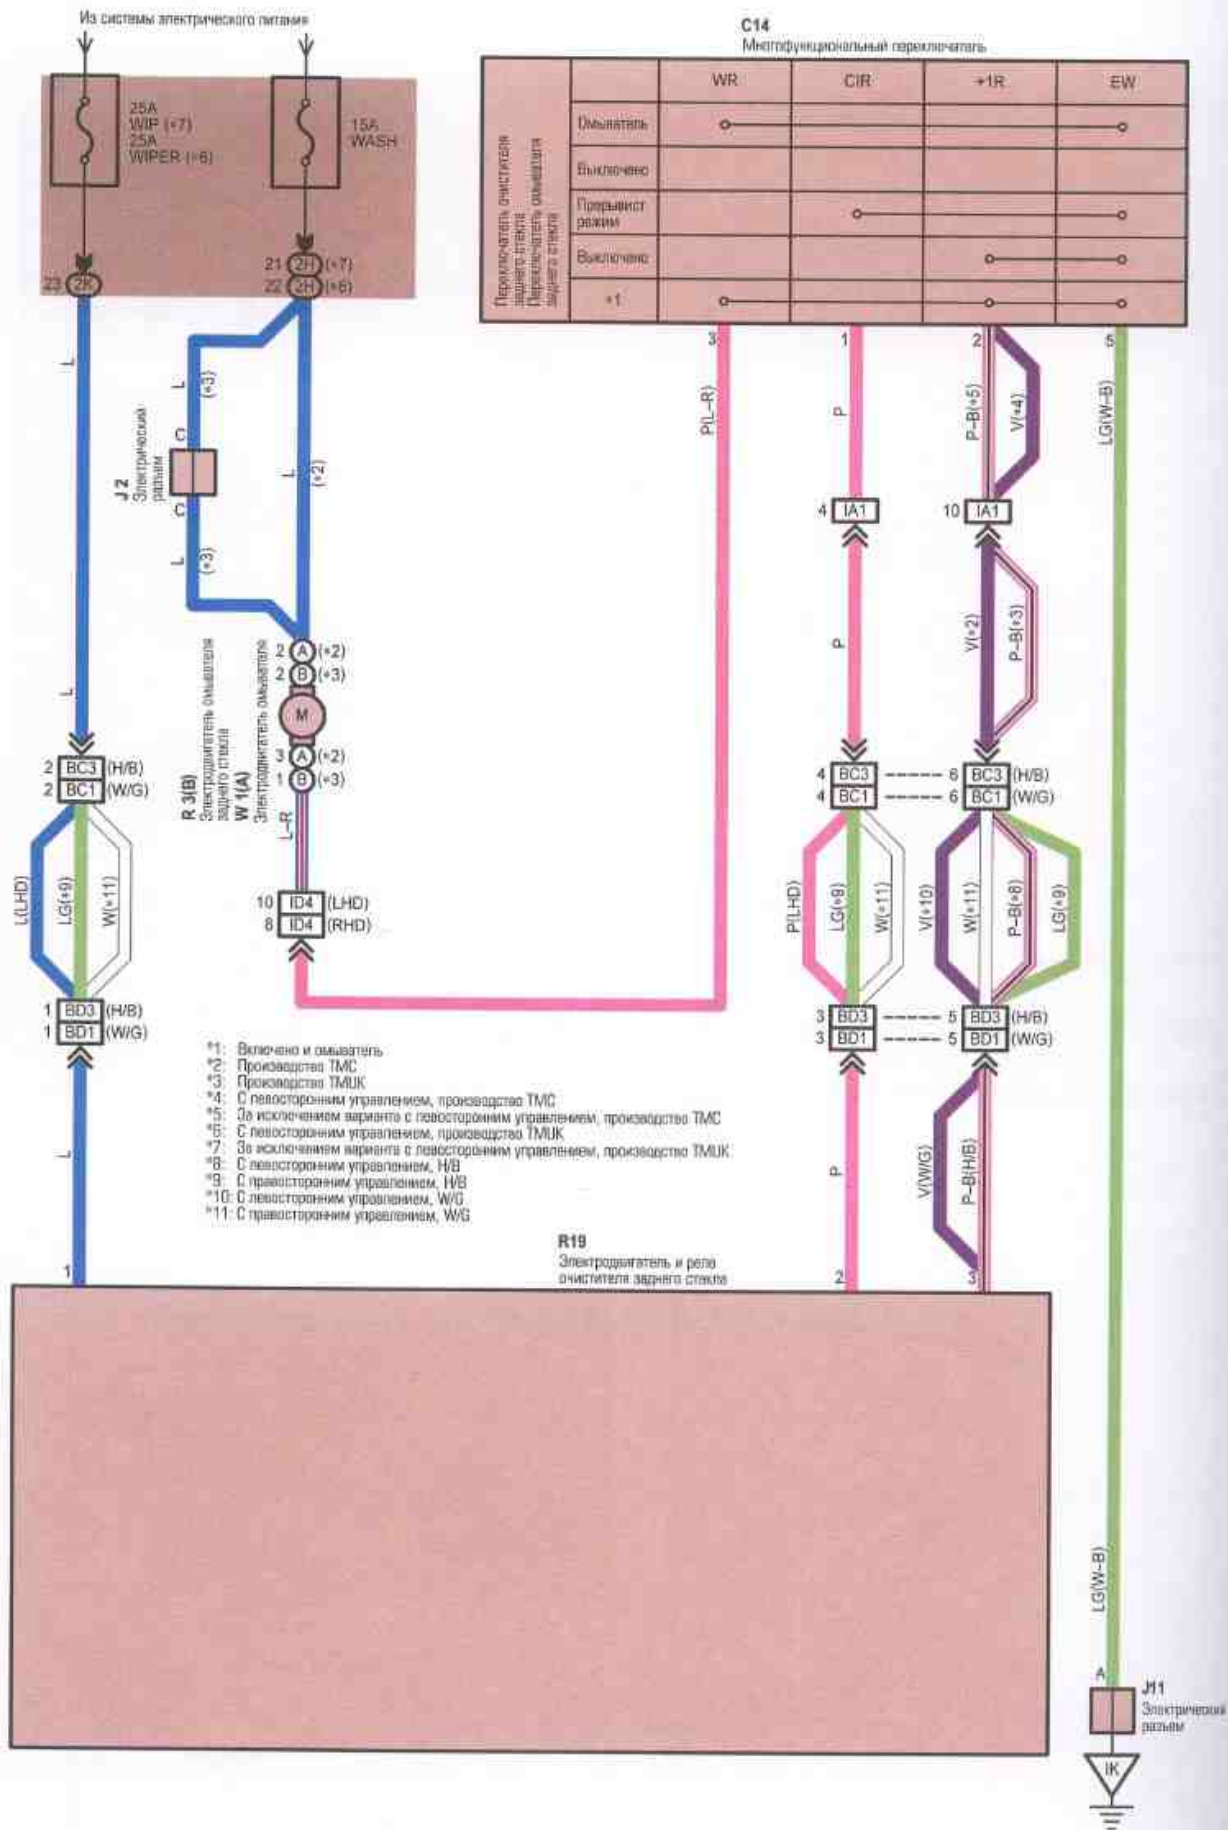 Из системы электрического питания
25A
WIP (*7)
25A
WIPER (*6)
15A
WASH
23 2K
21 2H (*7)
22 2H (*6)
C14
Многофункциональный переключатель
Переключатель очистителя
заднего стекла
Переключатель омывателя
заднего стекла
WR CIR +1R EW
Омыватель
Выключено
Прерывист
режим
Выключено
*1
3 1 2 5
L
L
(*3)
C
J 2
Электрический
разъем
C
L
(*3)
L
(*2)
P(L–R)
P
P–B(*5)
V(*4)
LG(W–B)
4 IA1
10 IA1
P
V(*2)
P–B(*3)
L
2 A (*2)
2 B (*3)
M
3 A (*2)
1 B (*3)
R 3(B)
Электродвигатель омывателя
заднего стекла
W 1(A)
Электродвигатель омывателя
L–R
10 ID4 (LHD)
8 ID4 (RHD)
2 BC3 (H/B)
2 BC1 (W/G)
L(LHD)
LG(*9)
W(*11)
1 BD3 (H/B)
1 BD1 (W/G)
4 BC3 6 BC3 (H/B)
4 BC1 6 BC1 (W/G)
P(LHD)
LG(*9)
W(*11)
V(*10)
W(*11)
P–B(*8)
LG(*9)
3 BD3 5 BD3 (H/B)
3 BD1 5 BD1 (W/G)
*1: Включено и омыватель
*2: Производство TMC
*3: Производство TMUK
*4: С левосторонним управлением, производство TMC
*5: За исключением варианта с левосторонним управлением, производство TMC
*6: С левосторонним управлением, производство TMUK
*7: За исключением варианта с левосторонним управлением, производство TMUK
*8: С левосторонним управлением, H/B
*9: С правосторонним управлением, H/B
*10: С левосторонним управлением, W/G
*11: С правосторонним управлением, W/G
L
P
V(W/G)
P–B(H/B)
R19
Электродвигатель и реле
очистителя заднего стекла
1 2 3
LG(W–B)
A
J11
Электрический
разъем
IK